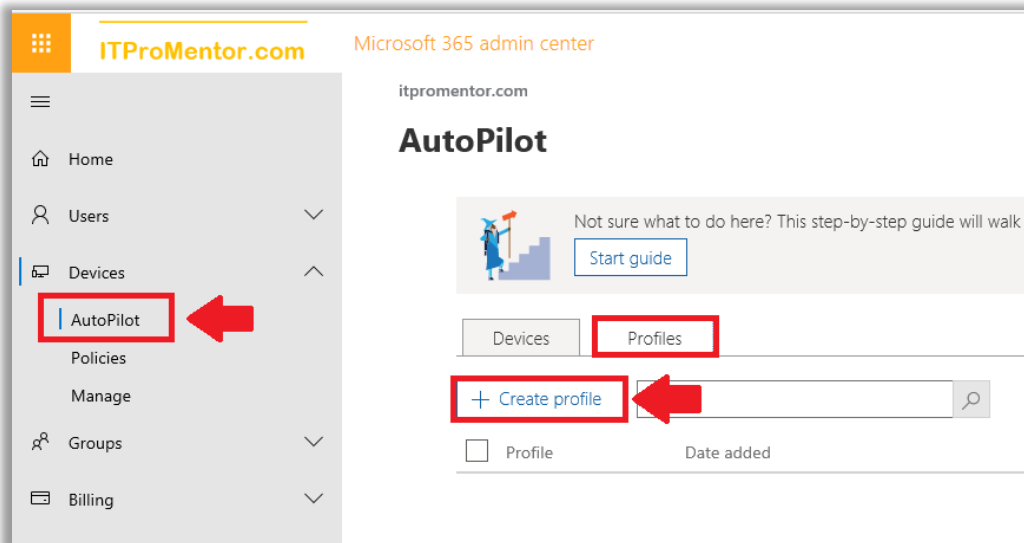 ITProMentor.com
Microsoft 365 admin center
itpromentor.com
AutoPilot
Home
Users
Devices
AutoPilot
Policies
Manage
Groups
Billing
Not sure what to do here? This step-by-step guide will walk
Start guide
Devices
Profiles
+ Create profile
Profile
Date added